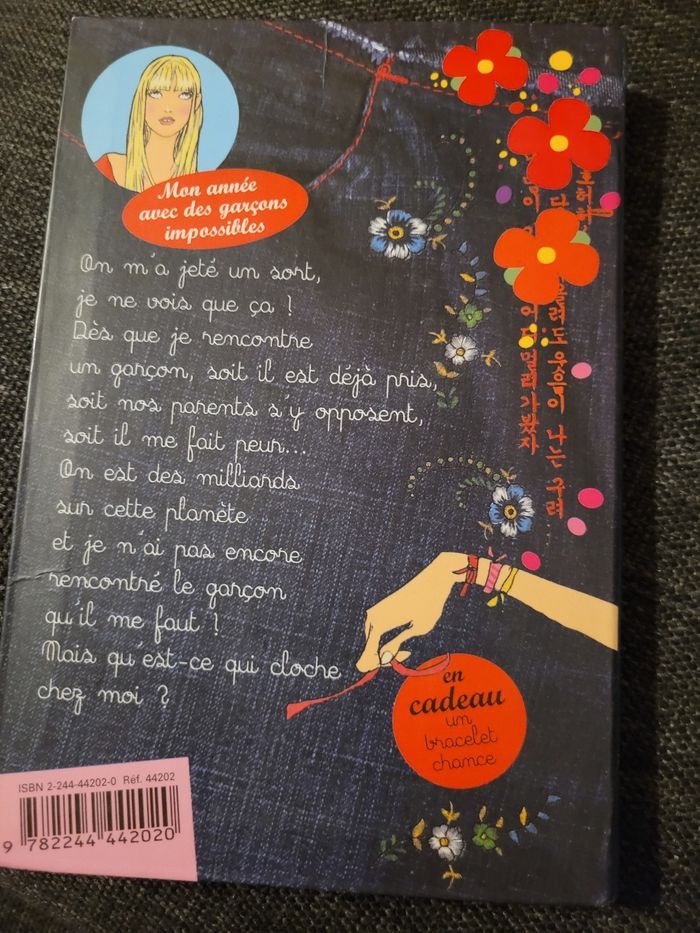 Mon année
avec des garçons
impossibles
On m'a jeté un sort,
je ne vois que ça !
Dès que je rencontre
un garçon, soit il est déjà pris,
soit nos parents s'y opposent,
soit il me fait peur...
On est des milliards
sur cette planète
et je n'ai pas encore
rencontré le garçon
qu'il me faut !
Mais qu'est-ce qui cloche
chez moi ?
en
cadeau
un
bracelet
chance
ISBN 2-244-44202-0 Réf. 44202
9 782244 442020